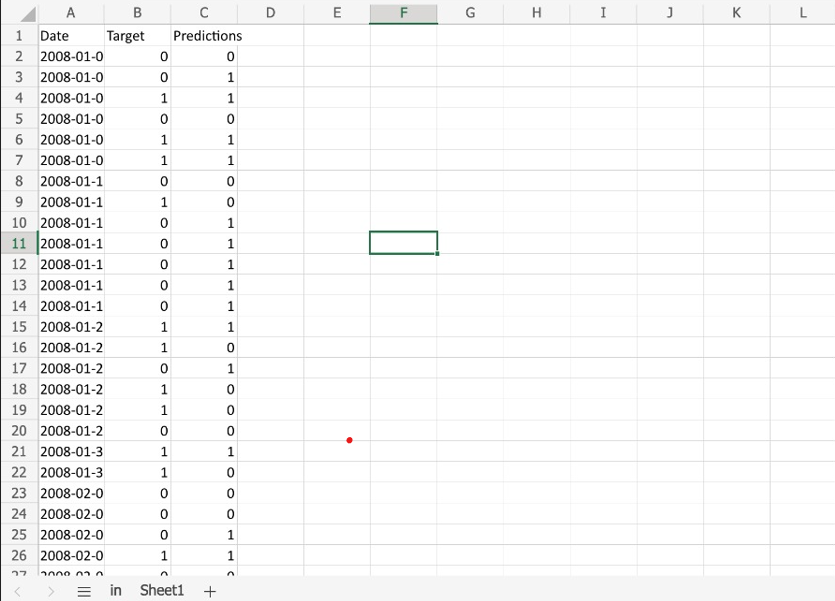 A B C D E F G H I J K L
1 Date Target Predictions
2 2008-01-0 0 0
3 2008-01-0 0 1
4 2008-01-0 1 1
5 2008-01-0 0 0
6 2008-01-0 1 1
7 2008-01-0 1 1
8 2008-01-1 0 0
9 2008-01-1 1 0
10 2008-01-1 0 1
11 2008-01-1 0 1
12 2008-01-1 0 1
13 2008-01-1 0 1
14 2008-01-1 0 1
15 2008-01-2 1 1
16 2008-01-2 1 0
17 2008-01-2 0 1
18 2008-01-2 1 0
19 2008-01-2 1 0
20 2008-01-2 0 0
21 2008-01-3 1 1
22 2008-01-3 1 0
23 2008-02-0 0 0
24 2008-02-0 0 0
25 2008-02-0 0 1
26 2008-02-0 1 1
in Sheet1 +